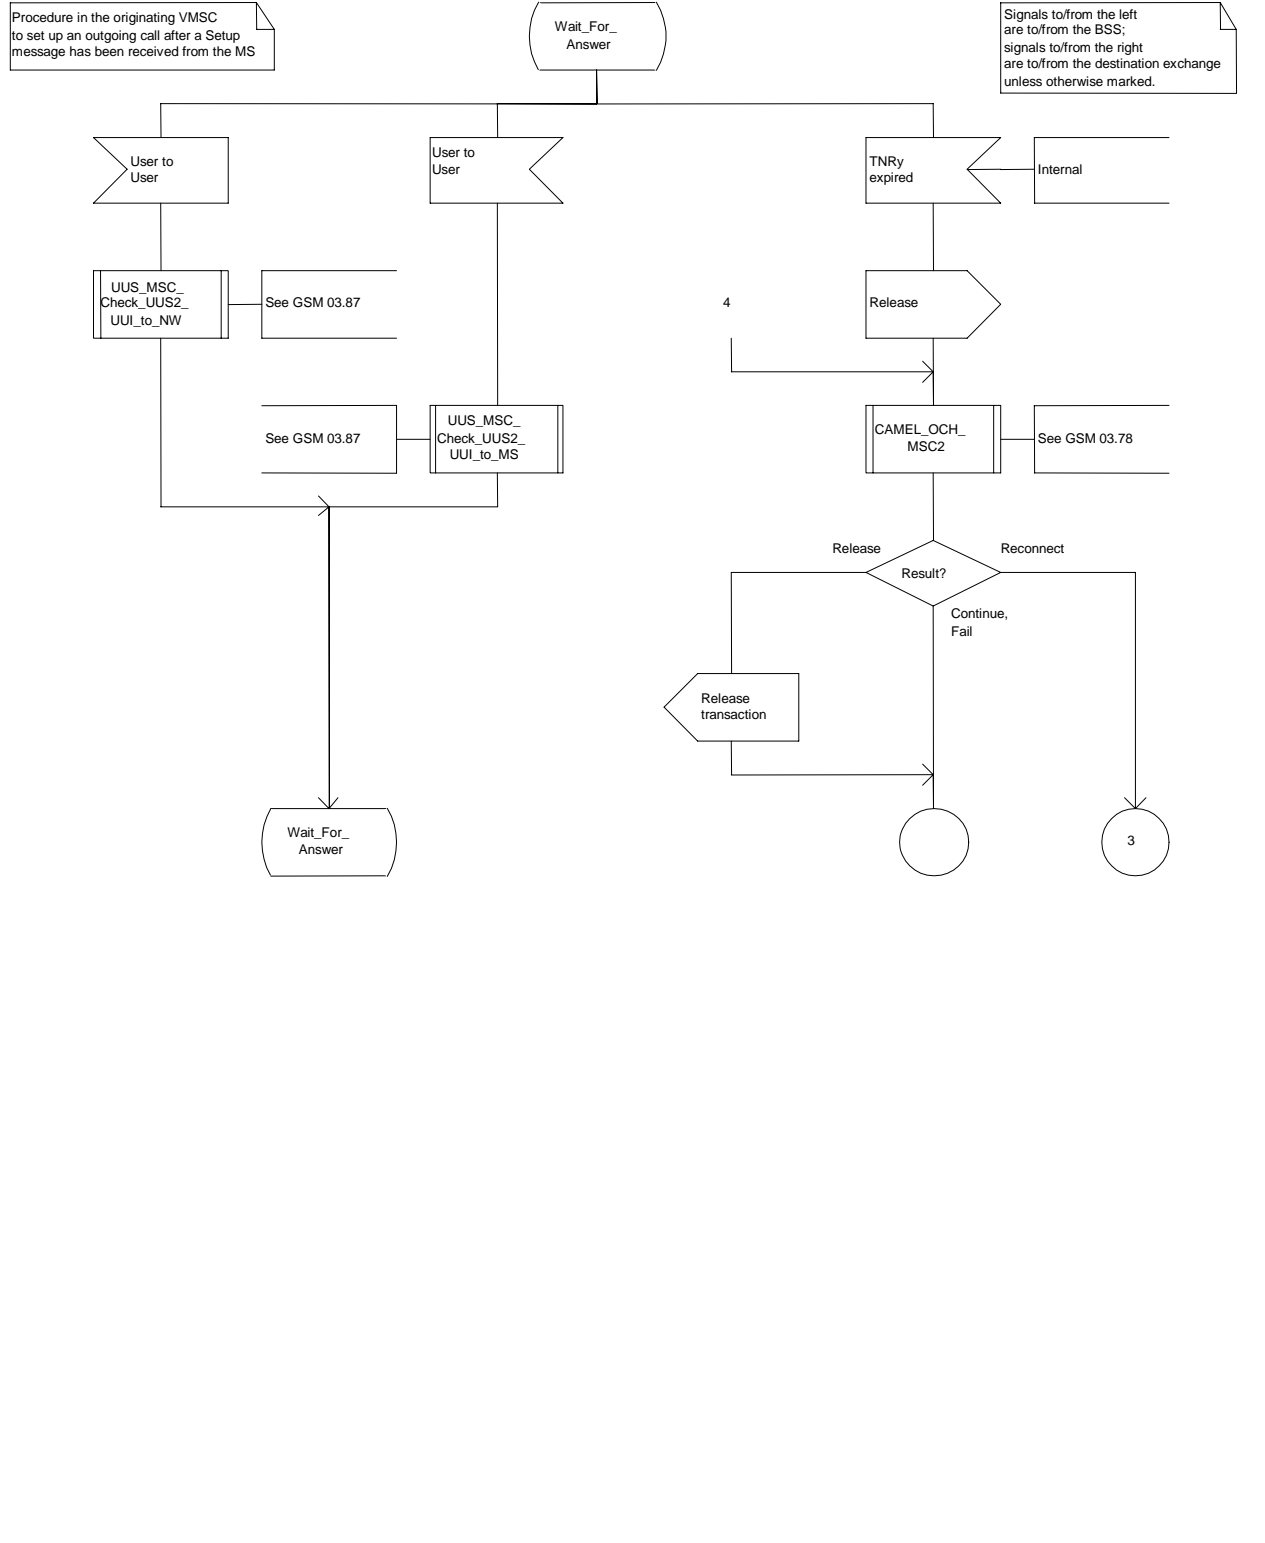 Procedure in the originating VMSC
to set up an outgoing call after a Setup
message has been received from the MS
Wait_For_
Answer
Signals to/from the left
are to/from the BSS;
signals to/from the right
are to/from the destination exchange
unless otherwise marked.
User to
User
User to
User
TNRy
expired
Internal
UUS_MSC_
Check_UUS2_
UUI_to_NW
See GSM 03.87
4
Release
See GSM 03.87
UUS_MSC_
Check_UUS2_
UUI_to_MS
CAMEL_OCH_
MSC2
See GSM 03.78
Release
Result?
Reconnect
Continue,
Fail
Release
transaction
Wait_For_
Answer
3